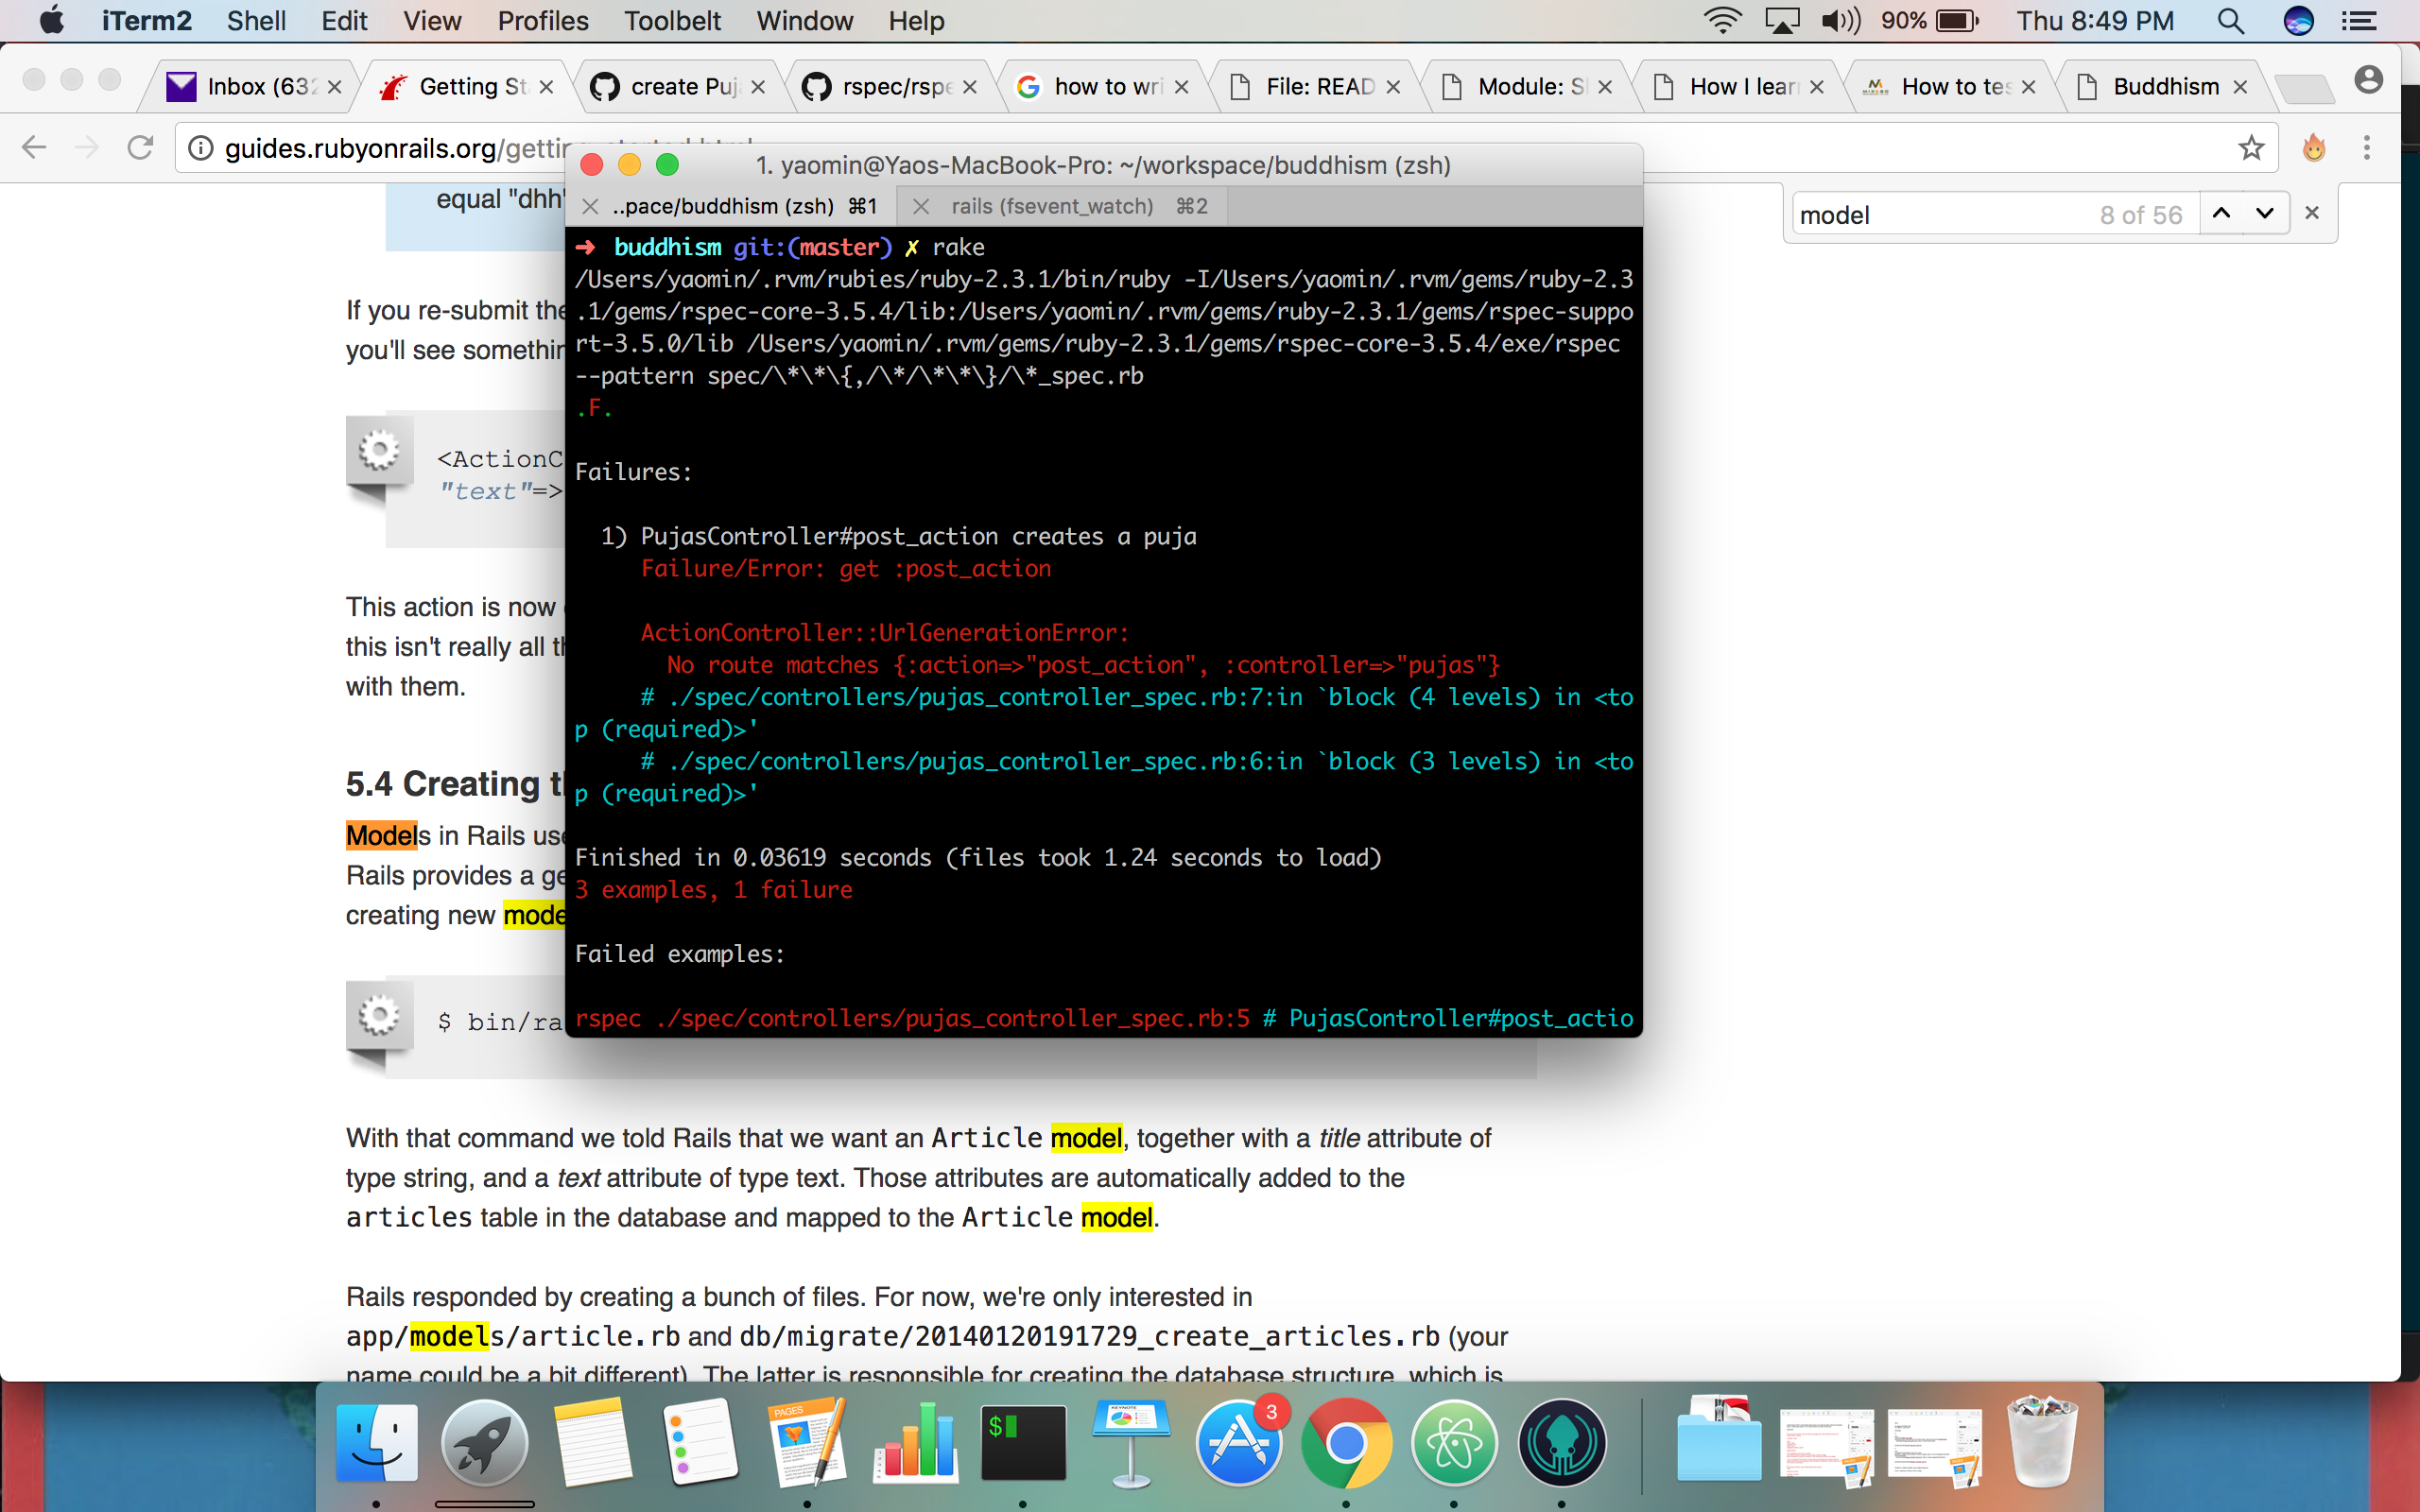 iTerm2 Shell Edit View Profiles Toolbelt Window Help 90% Thu 8:49 PM
Inbox (632 Getting St create Puj rspec/rspe how to wri File: READ Module: S How I lear How to tes Buddhism
guides.rubyonrails.org/getting_started.html
model 8 of 56
equal "dhh"
If you re-submit the
you'll see somethin
<ActionC
"text"=>
This action is now
this isn't really all th
with them.
5.4 Creating th
Models in Rails use
Rails provides a ge
creating new mode
$ bin/ra
1. yaomin@Yaos-MacBook-Pro: ~/workspace/buddhism (zsh)
..pace/buddhism (zsh) ⌘1 rails (fsevent_watch) ⌘2
➜ buddhism git:(master) ✗ rake
/Users/yaomin/.rvm/rubies/ruby-2.3.1/bin/ruby -I/Users/yaomin/.rvm/gems/ruby-2.3
.1/gems/rspec-core-3.5.4/lib:/Users/yaomin/.rvm/gems/ruby-2.3.1/gems/rspec-suppo
rt-3.5.0/lib /Users/yaomin/.rvm/gems/ruby-2.3.1/gems/rspec-core-3.5.4/exe/rspec
--pattern spec/\*\*\{,/\*/\*\*\}/\*_spec.rb
.F.
Failures:
1) PujasController#post_action creates a puja
Failure/Error: get :post_action
ActionController::UrlGenerationError:
No route matches {:action=>"post_action", :controller=>"pujas"}
# ./spec/controllers/pujas_controller_spec.rb:7:in `block (4 levels) in <to
p (required)>'
# ./spec/controllers/pujas_controller_spec.rb:6:in `block (3 levels) in <to
p (required)>'
Finished in 0.03619 seconds (files took 1.24 seconds to load)
3 examples, 1 failure
Failed examples:
rspec ./spec/controllers/pujas_controller_spec.rb:5 # PujasController#post_actio
With that command we told Rails that we want an Article model, together with a title attribute of
type string, and a text attribute of type text. Those attributes are automatically added to the
articles table in the database and mapped to the Article model.
Rails responded by creating a bunch of files. For now, we're only interested in
app/models/article.rb and db/migrate/20140120191729_create_articles.rb (your
name could be a bit different). The latter is responsible for creating the database structure, which is
PAGES
$
KEYNOTE
3